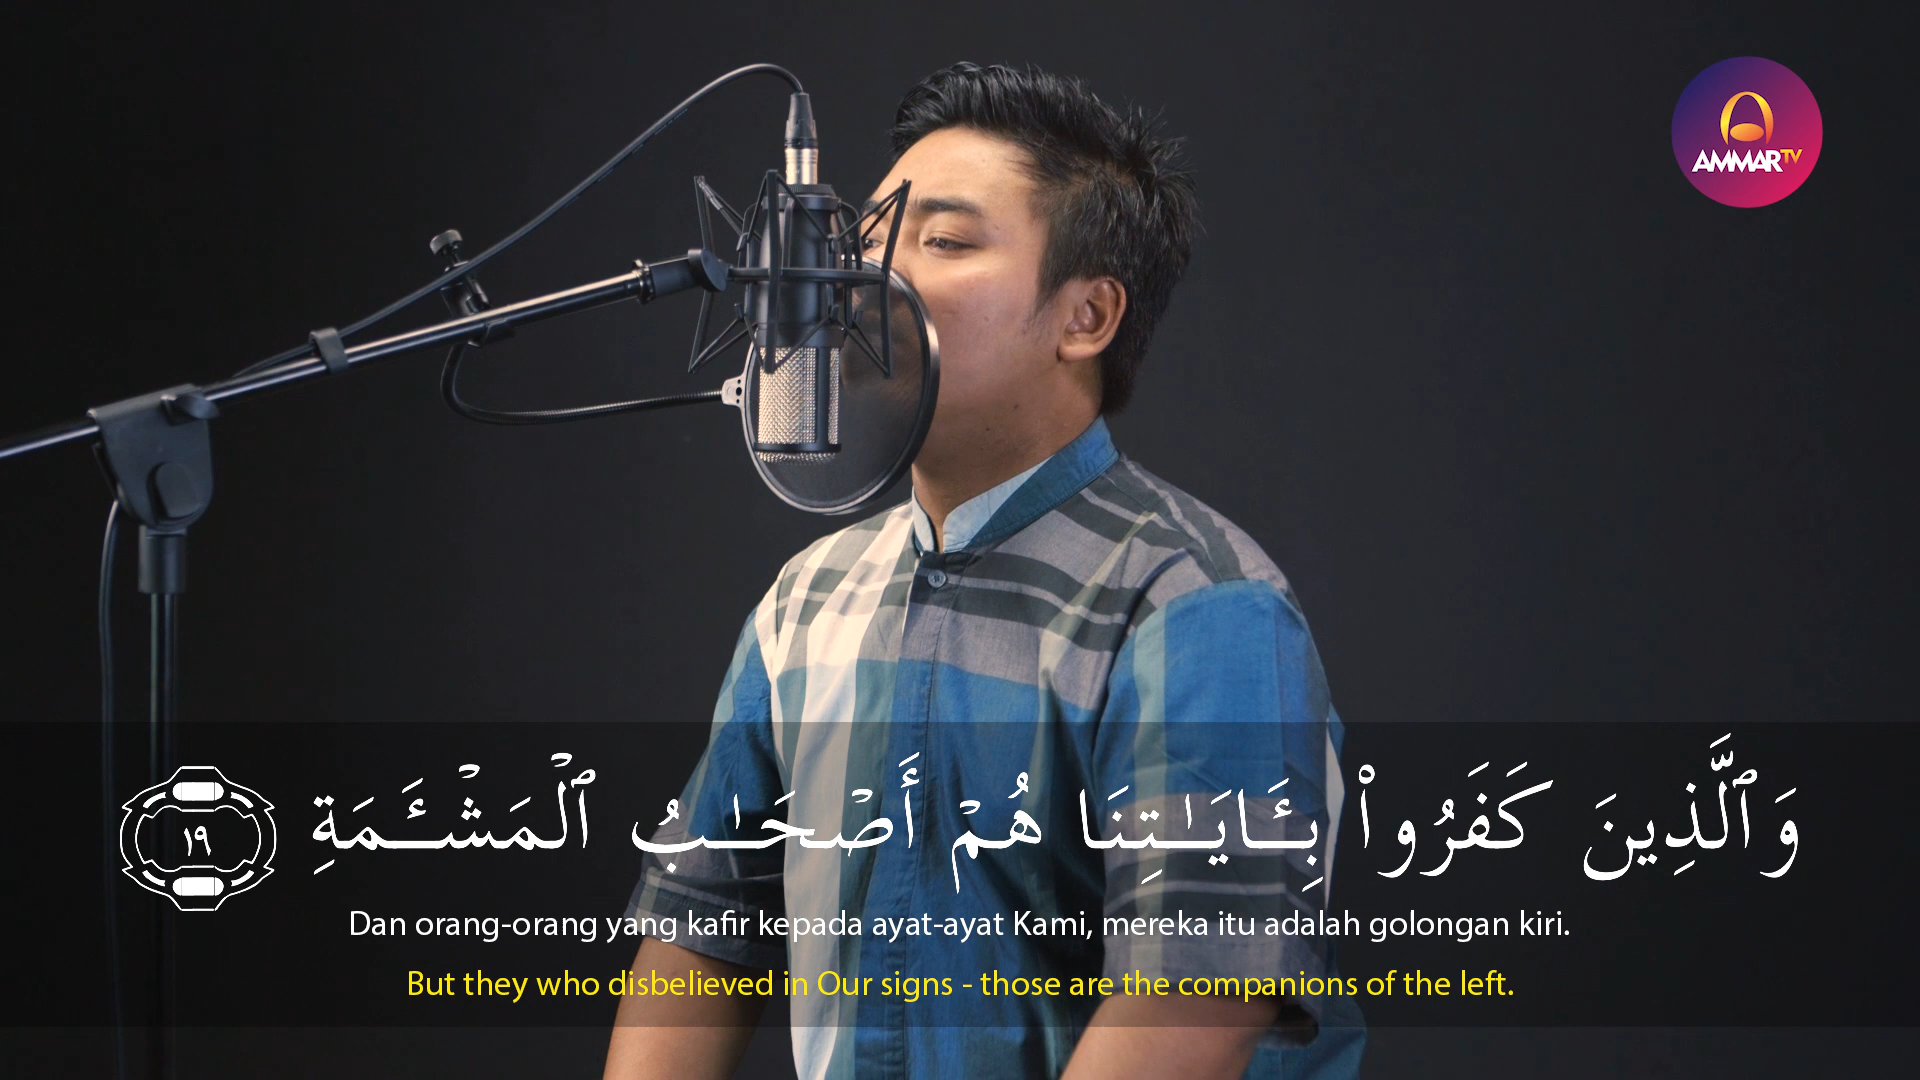 AMMARTV
وَٱلَّذِينَ كَفَرُوا۟ بِـَٔايَـٰتِنَا هُمْ أَصْحَـٰبُ ٱلْمَشْـَٔمَةِ ١٩
Dan orang-orang yang kafir kepada ayat-ayat Kami, mereka itu adalah golongan kiri.
But they who disbelieved in Our signs - those are the companions of the left.